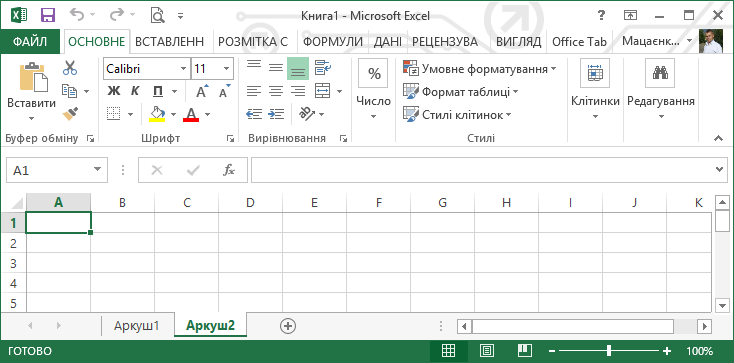 Книга1 - Microsoft Excel
?
ФАЙЛ ОСНОВНЕ ВСТАВЛЕНН РОЗМІТКА С ФОРМУЛИ ДАНІ РЕЦЕНЗУВА ВИГЛЯД Office Tab Мацаєнк...
Calibri 11 % Умовне форматування
Вставити Ж К П Число Формат таблиці Клітинки Редагування
А А Стилі клітинок
Буфер обміну Шрифт Вирівнювання Стилі
A1 fx
A B C D E F G H I J K
1
2
3
4
5
Аркуш1 Аркуш2
ГОТОВО 100%